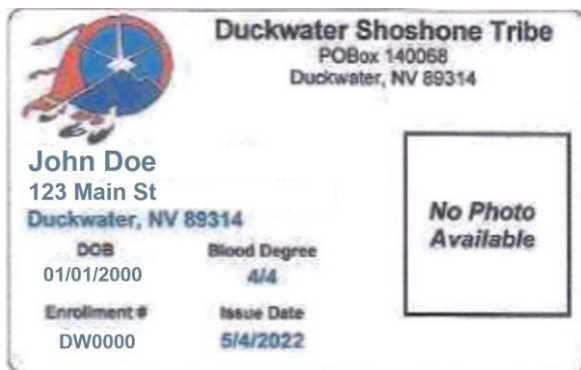 Duckwater Shoshone Tribe
POBox 140068
Duckwater, NV 89314
John Doe
123 Main St
Duckwater, NV 89314
DOB
Blood Degree
01/01/2000
4/4
Enrollment #
Issue Date
DW0000
5/4/2022
No Photo
Available